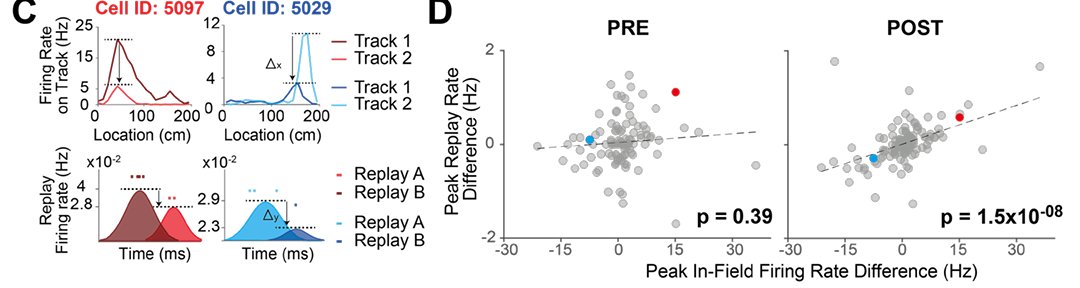 C
Cell ID: 5097
Cell ID: 5029
Firing Rate
on Track (Hz)
25
15
5
0
0 100 200
Location (cm)
12
8
4
0
Δx
0 100 200
Location (cm)
Track 1
Track 2
Track 1
Track 2
Replay
Firing rate (Hz)
x10-2
4
2.8
Time (ms)
x10-2
2.9
2.3
Δy
Time (ms)
Replay A
Replay B
Replay A
Replay B
D
PRE
POST
Peak Replay Rate
Difference (Hz)
2
0
-2
p = 0.39
p = 1.5x10-08
-30 -15 0 15 30
-30 -15 0 15 30
Peak In-Field Firing Rate Difference (Hz)